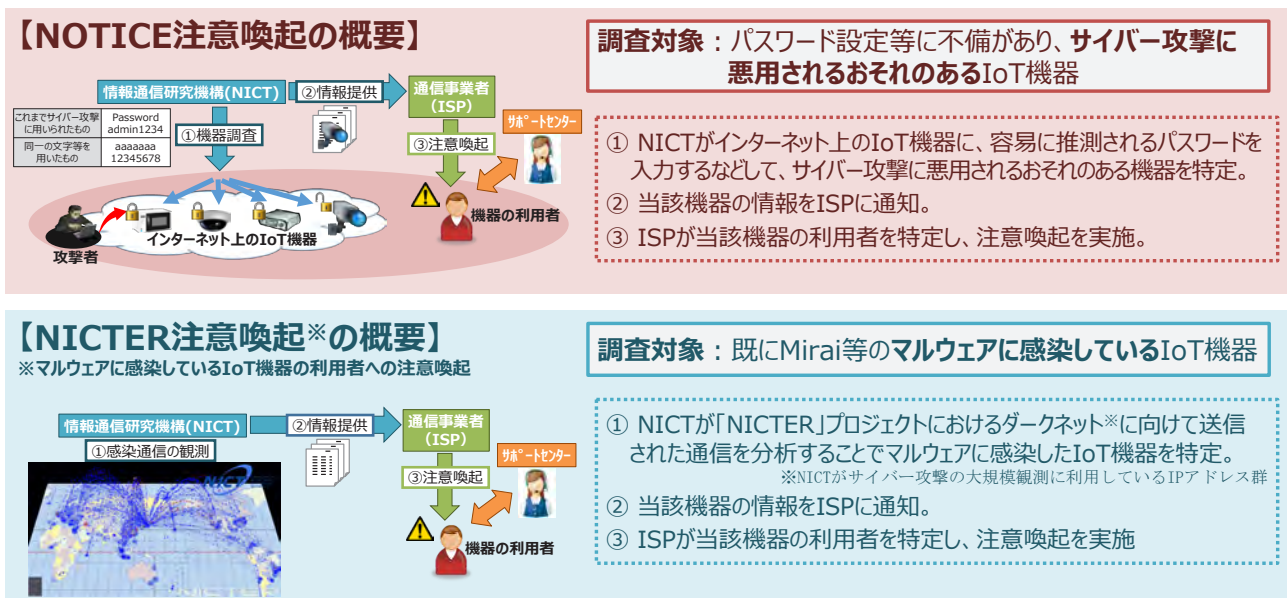 【NOTICE注意喚起の概要】
情報通信研究機構(NICT)
②情報提供
通信事業者
(ISP)
これまでサイバー攻撃
に用いられたもの
Password
admin1234
同一の文字等を
用いたもの
aaaaaaa
12345678
①機器調査
③注意喚起
サポートセンター
機器の利用者
インターネット上のIoT機器
攻撃者
調査対象：パスワード設定等に不備があり、サイバー攻撃に
悪用されるおそれのあるIoT機器
① NICTがインターネット上のIoT機器に、容易に推測されるパスワードを
入力するなどして、サイバー攻撃に悪用されるおそれのある機器を特定。
② 当該機器の情報をISPに通知。
③ ISPが当該機器の利用者を特定し、注意喚起を実施。
【NICTER注意喚起※の概要】
※マルウェアに感染しているIoT機器の利用者への注意喚起
情報通信研究機構(NICT)
②情報提供
通信事業者
(ISP)
①感染通信の観測
NICT
③注意喚起
サポートセンター
機器の利用者
調査対象：既にMirai等のマルウェアに感染しているIoT機器
① NICTが「NICTER」プロジェクトにおけるダークネット※に向けて送信
された通信を分析することでマルウェアに感染したIoT機器を特定。
※NICTがサイバー攻撃の大規模観測に利用しているIPアドレス群
② 当該機器の情報をISPに通知。
③ ISPが当該機器の利用者を特定し、注意喚起を実施